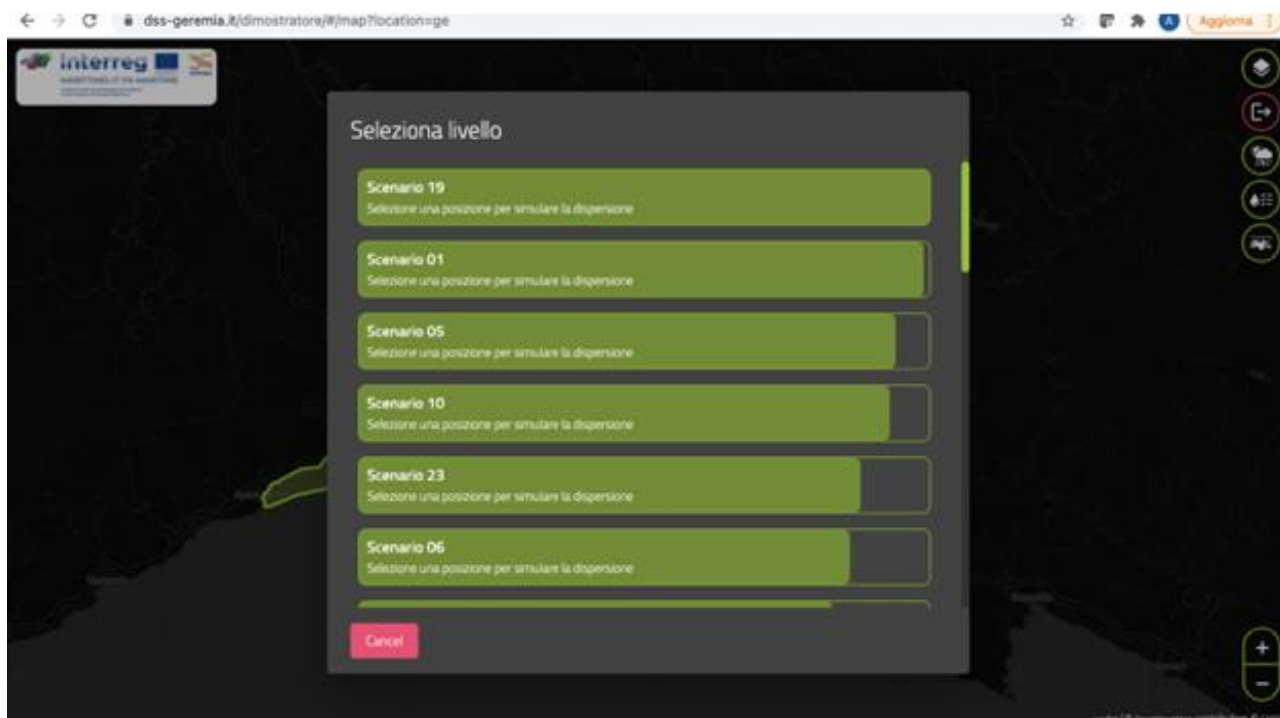 dss-geremia.it/dimostratore/#/map?location=ge
A
Aggiorna
Interreg
Seleziona livello
Scenario 19
Selezione una posizione per simulare la dispersione
Scenario 01
Selezione una posizione per simulare la dispersione
Scenario 05
Selezione una posizione per simulare la dispersione
Scenario 10
Selezione una posizione per simulare la dispersione
Scenario 23
Selezione una posizione per simulare la dispersione
Scenario 06
Selezione una posizione per simulare la dispersione
Cancel
+
−